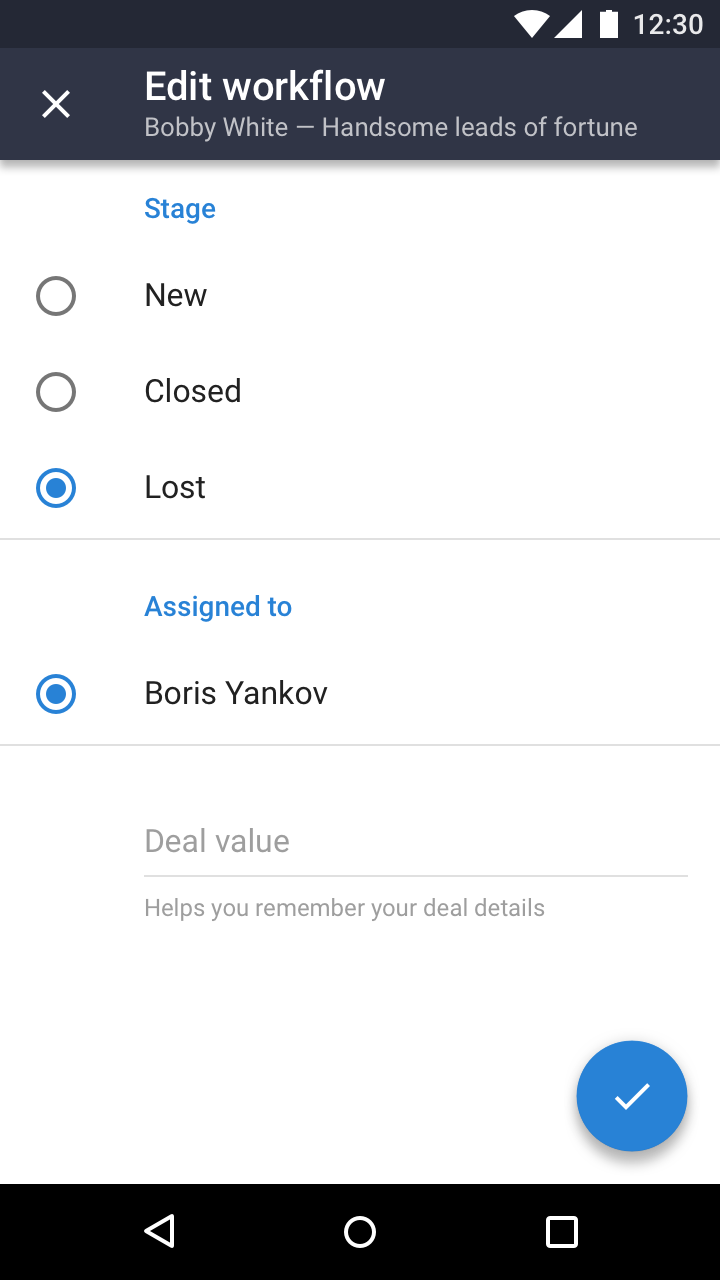 12:30
Edit workflow
Bobby White — Handsome leads of fortune
Stage
New
Closed
Lost
Assigned to
Boris Yankov
Deal value
Helps you remember your deal details